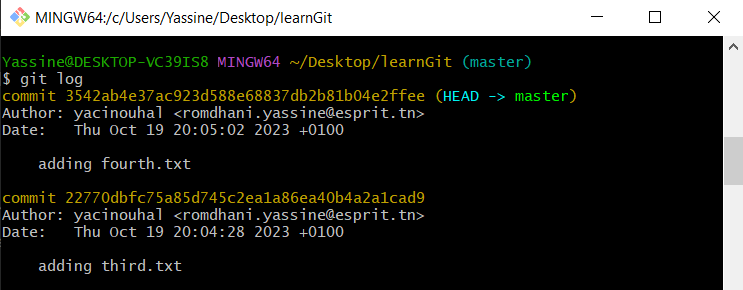 MINGW64:/c/Users/Yassine/Desktop/learnGit
Yassine@DESKTOP-VC39IS8 MINGW64 ~/Desktop/learnGit (master)
$ git log
commit 3542ab4e37ac923d588e68837db2b81b04e2ffee (HEAD -> master)
Author: yacinouhal <romdhani.yassine@esprit.tn>
Date:   Thu Oct 19 20:05:02 2023 +0100
    adding fourth.txt
commit 22770dbfc75a85d745c2ea1a86ea40b4a2a1cad9
Author: yacinouhal <romdhani.yassine@esprit.tn>
Date:   Thu Oct 19 20:04:28 2023 +0100
    adding third.txt